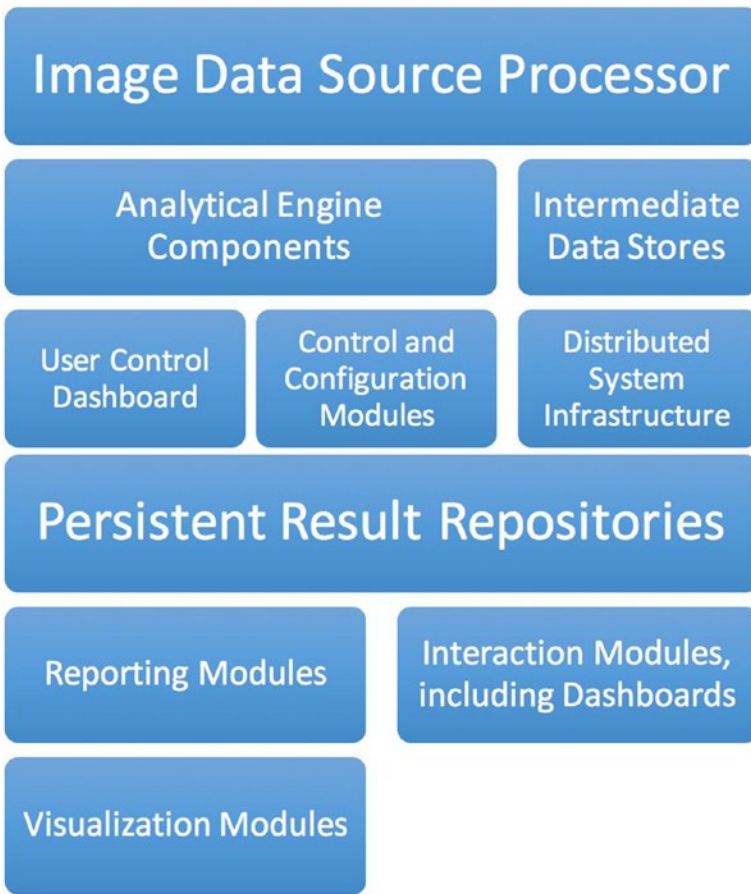 Image Data Source Processor
Analytical Engine
Components
Intermediate
Data Stores
User Control
Dashboard
Control and
Configuration
Modules
Distributed
System
Infrastructure
Persistent Result Repositories
Reporting Modules
Interaction Modules,
including Dashboards
Visualization Modules